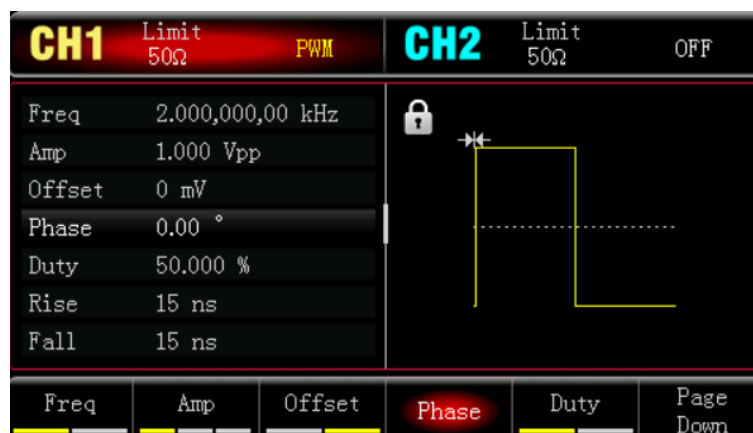 CH1 Limit 50Ω PWM CH2 Limit 50Ω OFF
Freq 2.000,000,00 kHz
Amp 1.000 Vpp
Offset 0 mV
Phase 0.00 °
Duty 50.000 %
Rise 15 ns
Fall 15 ns
Freq Amp Offset Phase Duty Page Down